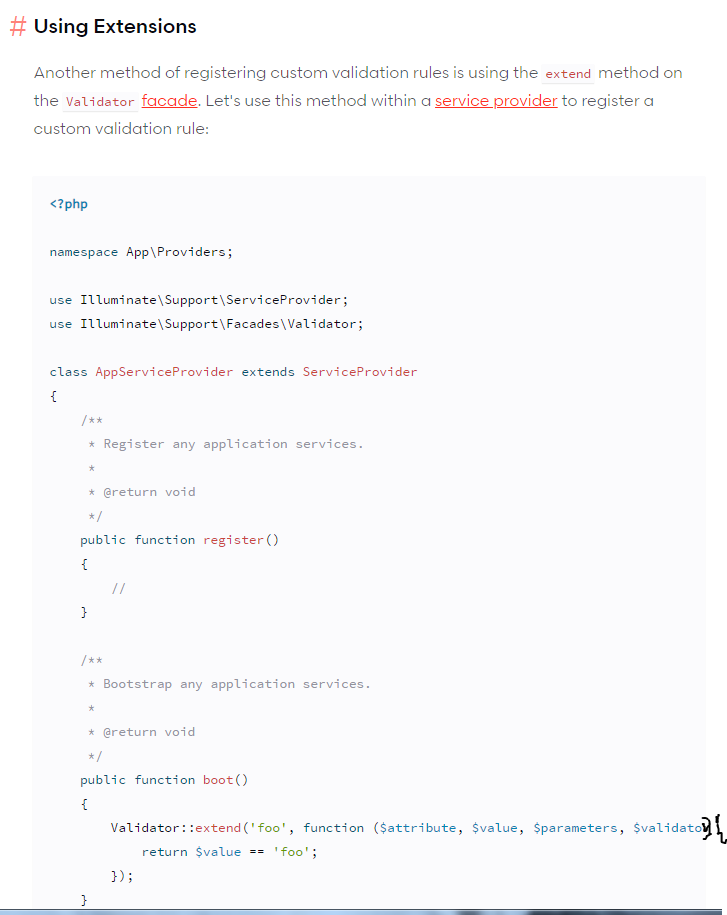 # Using Extensions
Another method of registering custom validation rules is using the extend method on
the Validator facade. Let's use this method within a service provider to register a
custom validation rule:
<?php
namespace App\Providers;
use Illuminate\Support\ServiceProvider;
use Illuminate\Support\Facades\Validator;
class AppServiceProvider extends ServiceProvider
{
/**
* Register any application services.
*
* @return void
*/
public function register()
{
//
}
/**
* Bootstrap any application services.
*
* @return void
*/
public function boot()
{
Validator::extend('foo', function ($attribute, $value, $parameters, $validator){
return $value == 'foo';
});
}